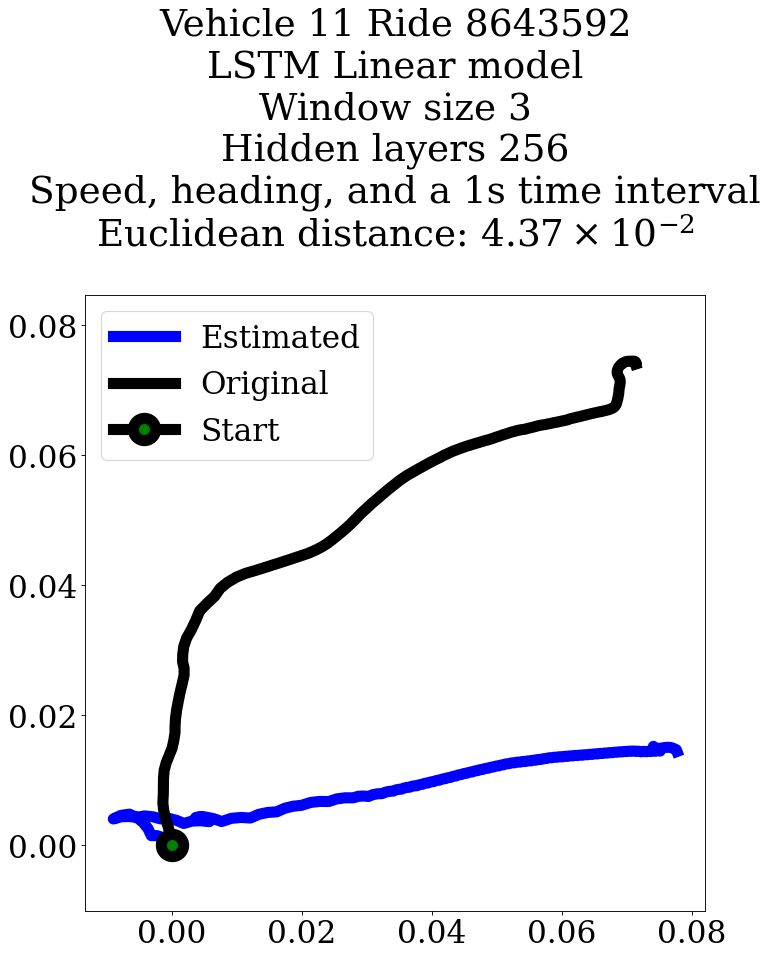 Vehicle 11 Ride 8643592
LSTM Linear model
Window size 3
Hidden layers 256
Speed, heading, and a 1s time interval
Euclidean distance: 4.37 × 10⁻²
Estimated
Original
Start
0.08
0.06
0.04
0.02
0.00
0.00 0.02 0.04 0.06 0.08